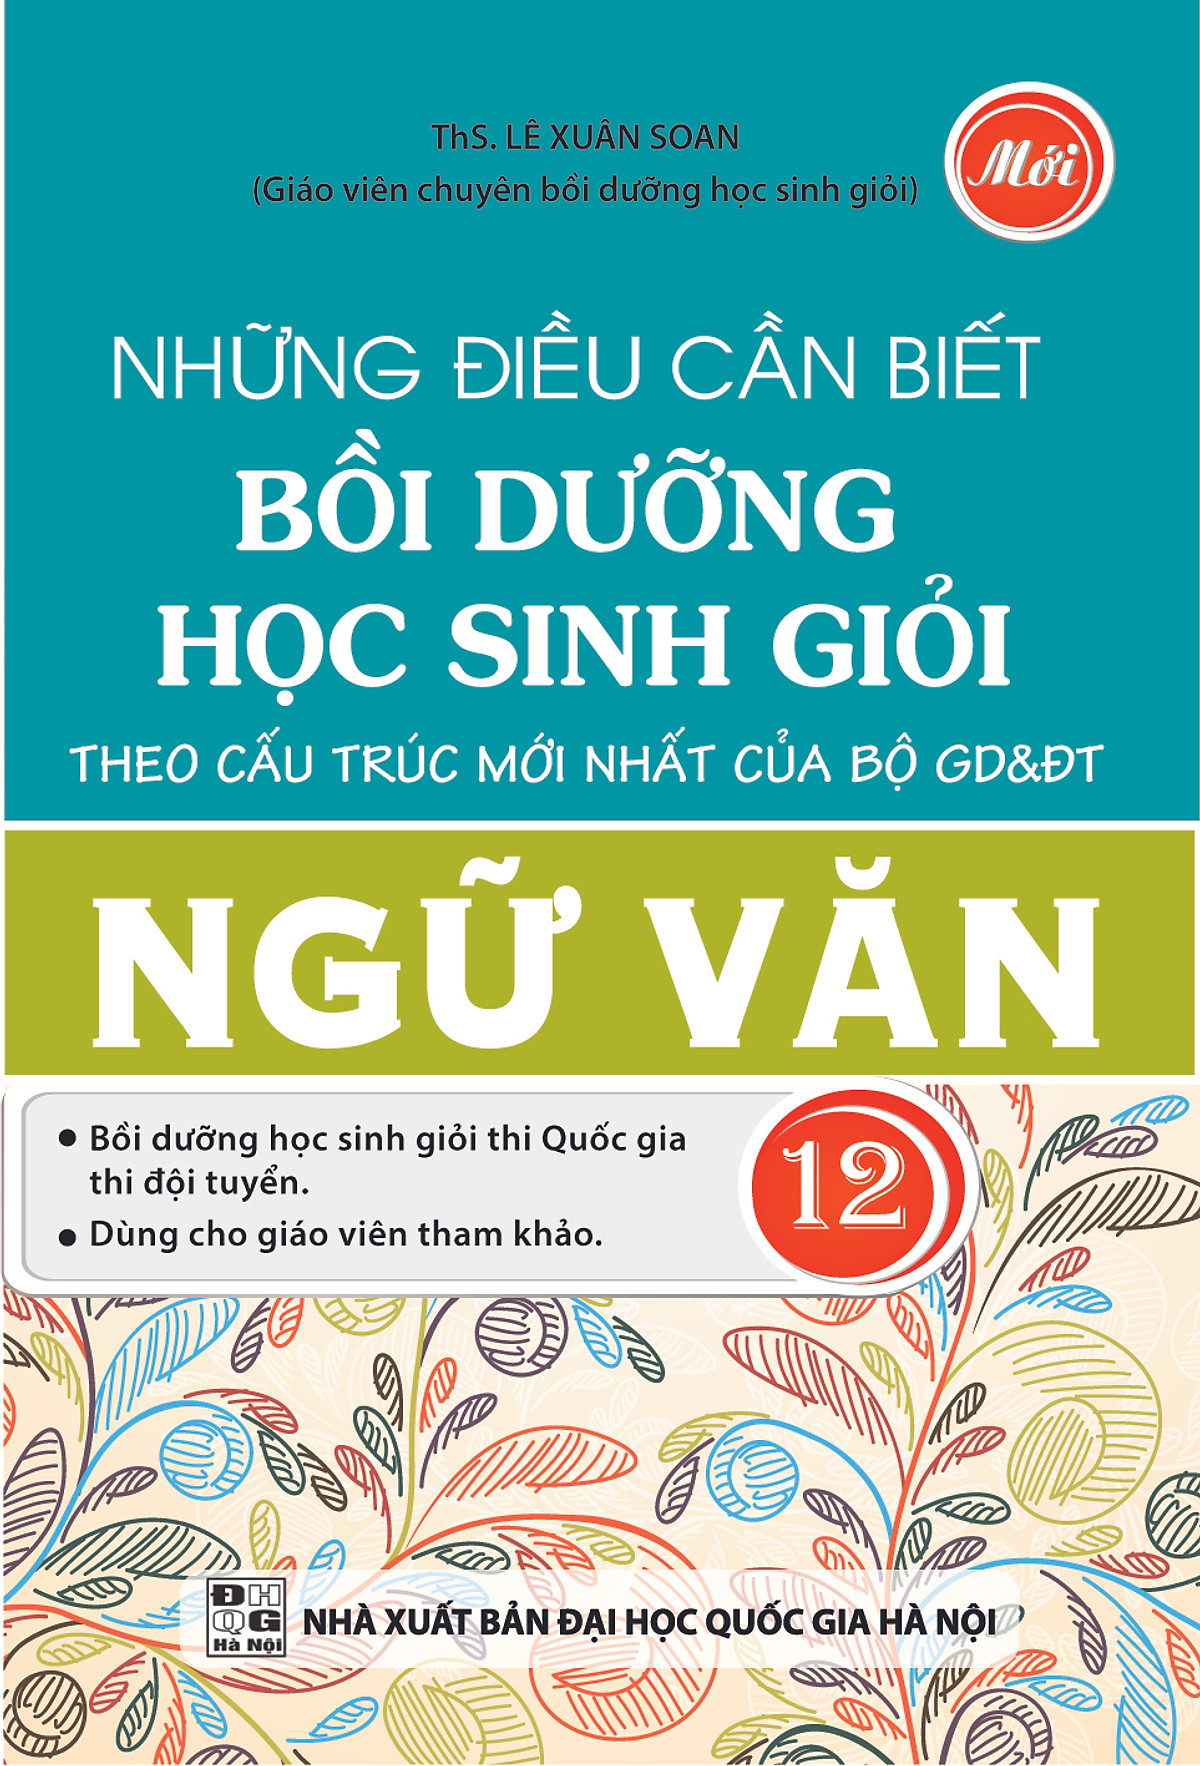 ThS. LÊ XUÂN SOAN
(Giáo viên chuyên bồi dưỡng học sinh giỏi)
Mới
NHỮNG ĐIỀU CẦN BIẾT
BỒI DƯỠNG
HỌC SINH GIỎI
THEO CẤU TRÚC MỚI NHẤT CỦA BỘ GD&ĐT
NGỮ VĂN
• Bồi dưỡng học sinh giỏi thi Quốc gia
thi đội tuyển.
• Dùng cho giáo viên tham khảo.
12
ĐH
QG
Hà Nội
NHÀ XUẤT BẢN ĐẠI HỌC QUỐC GIA HÀ NỘI